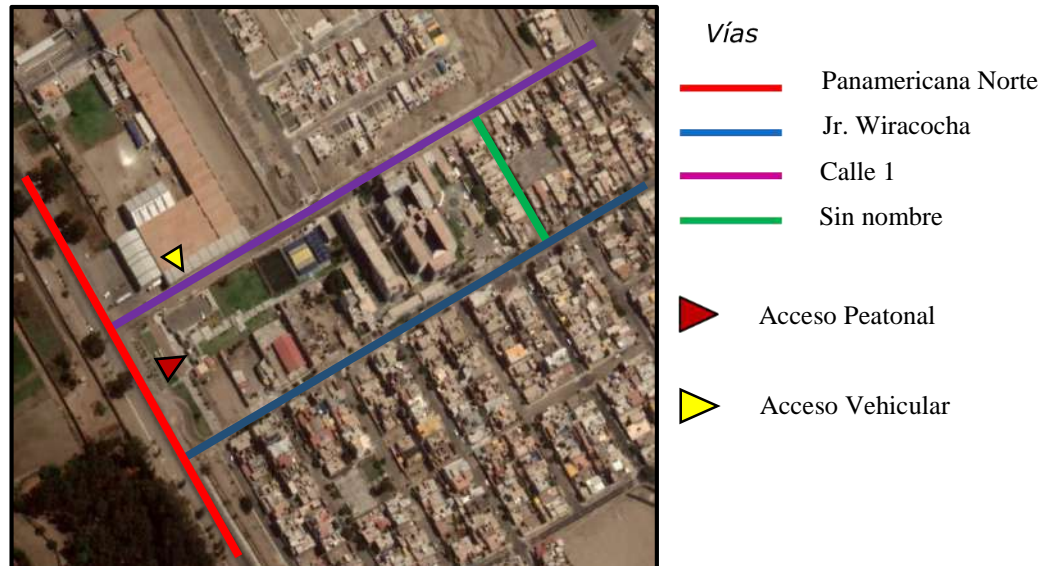 Vías
Panamericana Norte
Jr. Wiracocha
Calle 1
Sin nombre
Acceso Peatonal
Acceso Vehicular